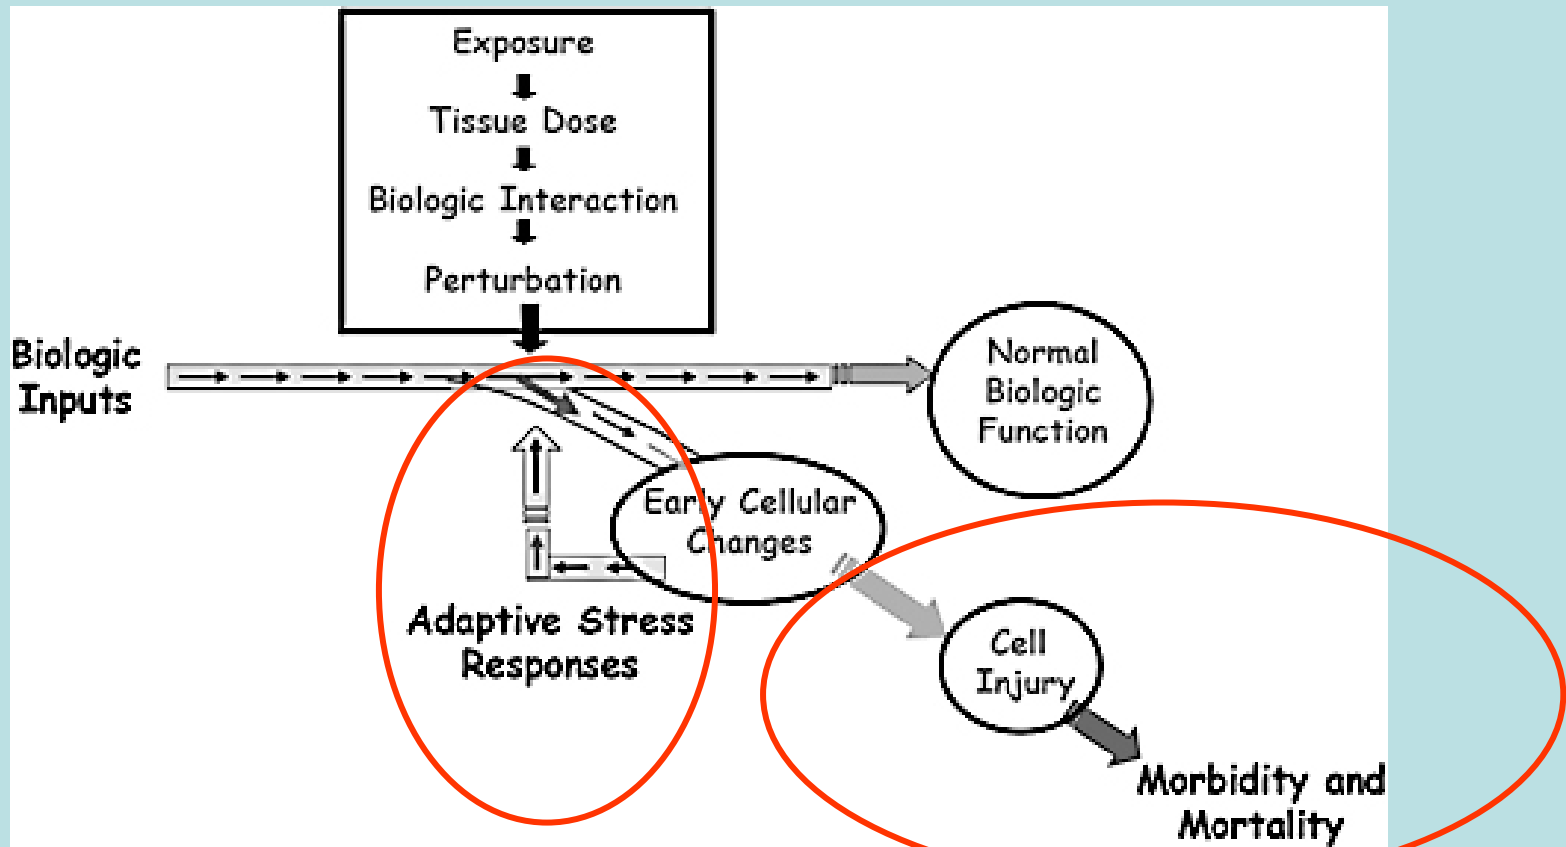 Exposure
Tissue Dose
Biologic Interaction
Perturbation
Biologic
Inputs
Normal
Biologic
Function
Early Cellular
Changes
Adaptive Stress
Responses
Cell
Injury
Morbidity and
Mortality